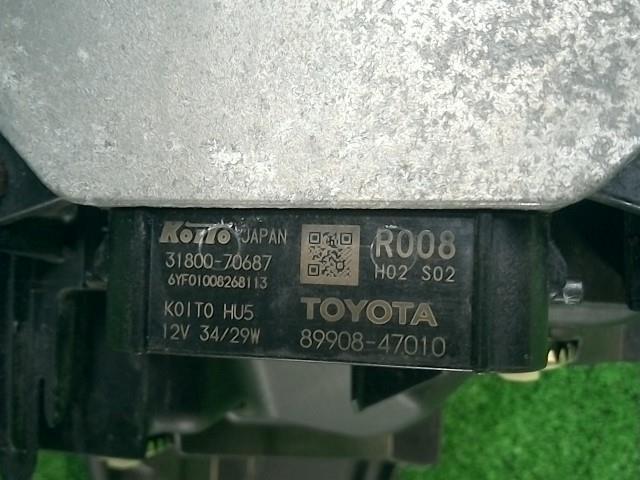 KOITO JAPAN
31800-70687
6YF01008268113
KOITO HU5
12V 34/29W
R008
H02 S02
TOYOTA
89908-47010